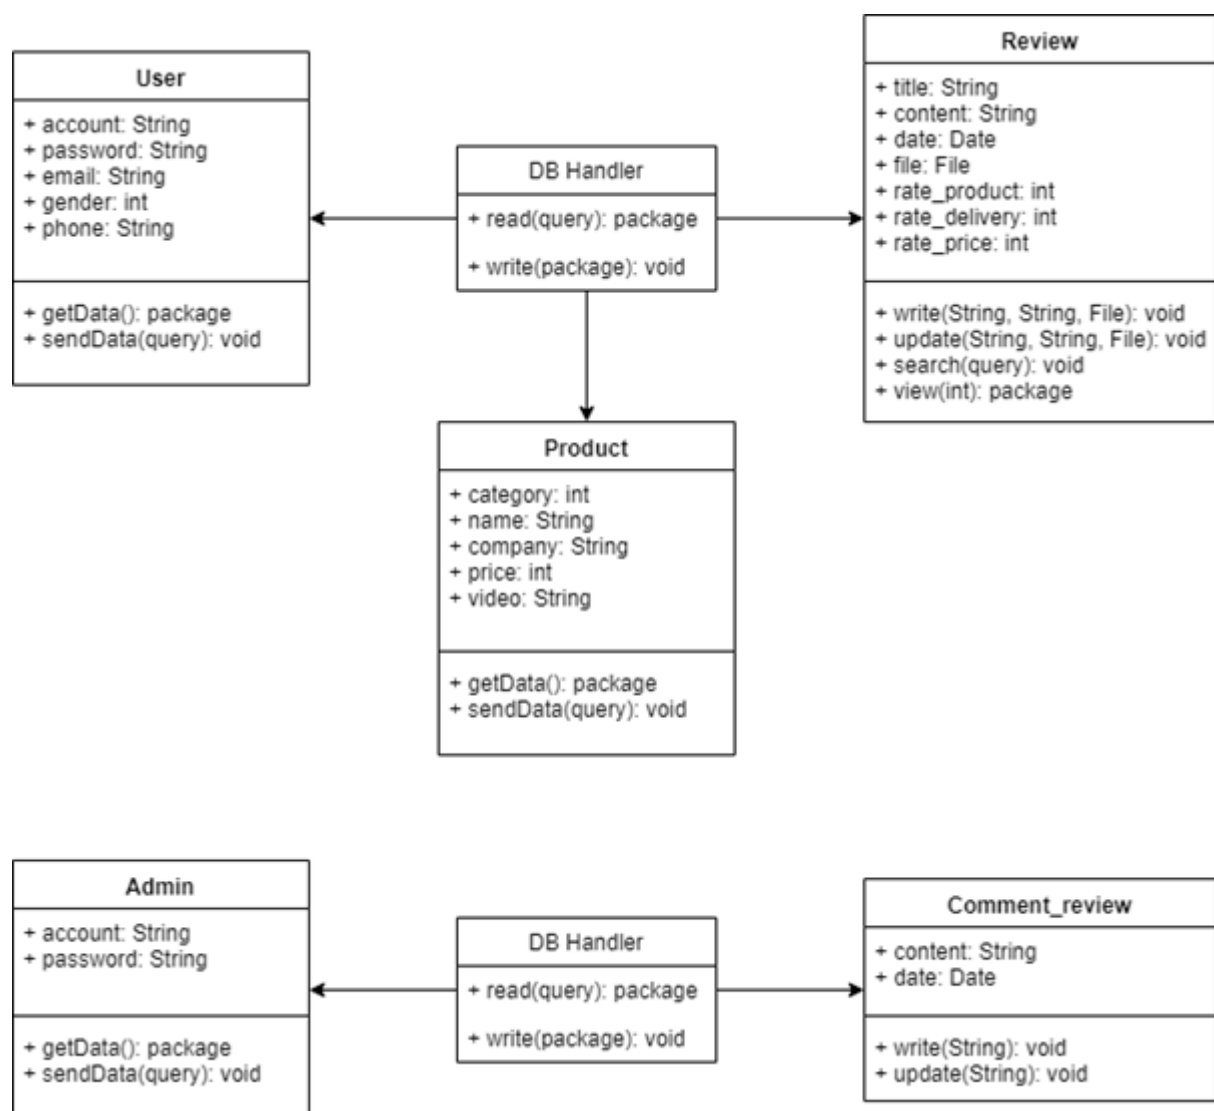 User
+ account: String
+ password: String
+ email: String
+ gender: int
+ phone: String
+ getData(): package
+ sendData(query): void
DB Handler
+ read(query): package
+ write(package): void
Review
+ title: String
+ content: String
+ date: Date
+ file: File
+ rate_product: int
+ rate_delivery: int
+ rate_price: int
+ write(String, String, File): void
+ update(String, String, File): void
+ search(query): void
+ view(int): package
Product
+ category: int
+ name: String
+ company: String
+ price: int
+ video: String
+ getData(): package
+ sendData(query): void
Admin
+ account: String
+ password: String
+ getData(): package
+ sendData(query): void
DB Handler
+ read(query): package
+ write(package): void
Comment_review
+ content: String
+ date: Date
+ write(String): void
+ update(String): void